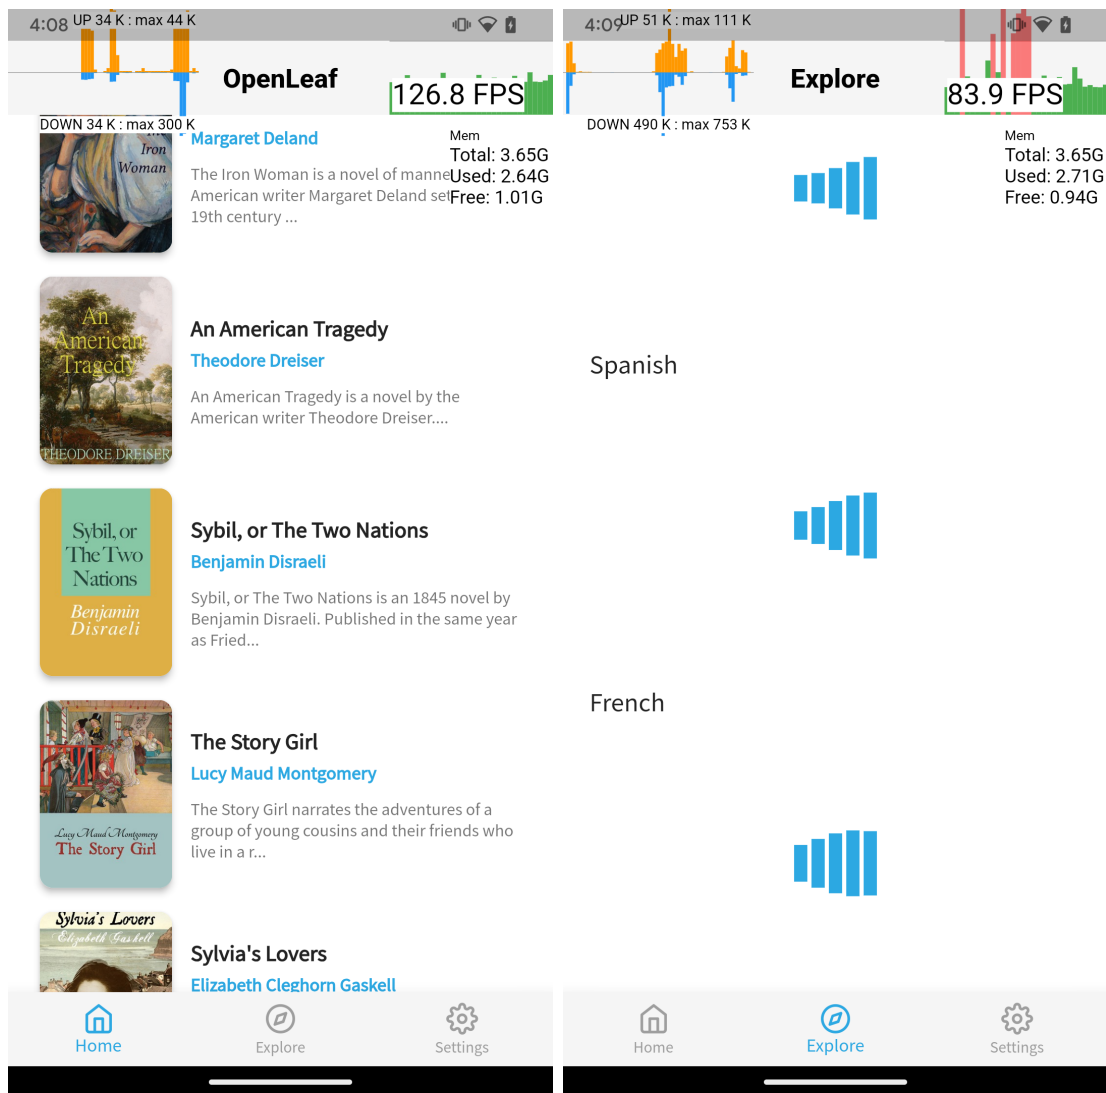 4:08
UP 34 K : max 44 K
OpenLeaf
126.8 FPS
DOWN 34 K : max 300 K
Mem
Total: 3.65G
Used: 2.64G
Free: 1.01G
Iron
Woman
Margaret Deland
The Iron Woman is a novel of manne
American writer Margaret Deland set
19th century ...
An
American
Tragedy
THEODORE DREISER
An American Tragedy
Theodore Dreiser
An American Tragedy is a novel by the
American writer Theodore Dreiser....
Sybil, or
The Two
Nations
Benjamin
Disraeli
Sybil, or The Two Nations
Benjamin Disraeli
Sybil, or The Two Nations is an 1845 novel by
Benjamin Disraeli. Published in the same year
as Fried...
Lucy Maud Montgomery
The Story Girl
The Story Girl
Lucy Maud Montgomery
The Story Girl narrates the adventures of a
group of young cousins and their friends who
live in a r...
Sylvia's Lovers
Elizabeth Gaskell
Sylvia's Lovers
Elizabeth Cleghorn Gaskell
Home
Explore
Settings
4:09
UP 51 K : max 111 K
Explore
83.9 FPS
DOWN 490 K : max 753 K
Mem
Total: 3.65G
Used: 2.71G
Free: 0.94G
Spanish
French
Home
Explore
Settings